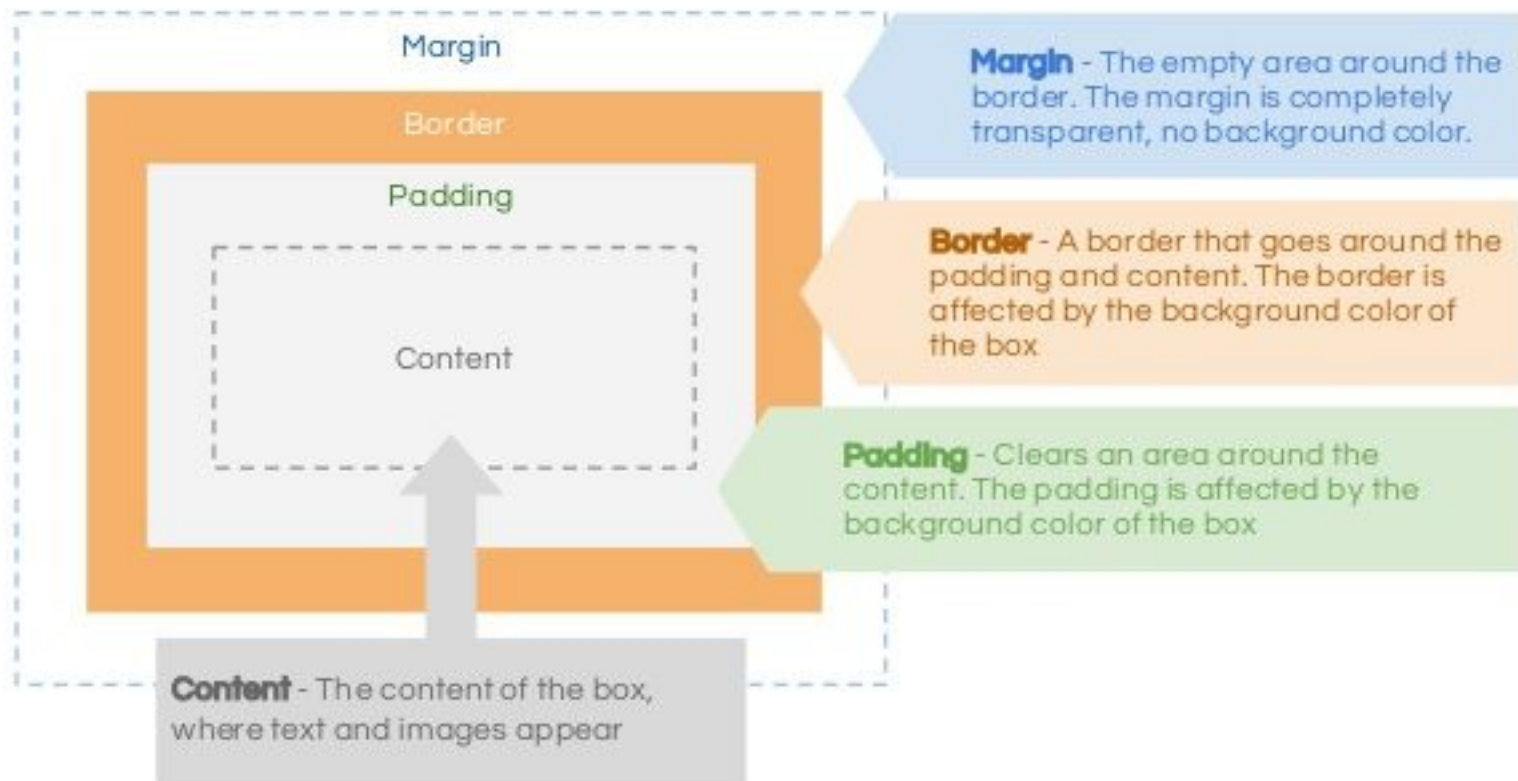 Margin
Border
Padding
Content
Margin - The empty area around the
border. The margin is completely
transparent, no background color.
Border - A border that goes around the
padding and content. The border is
affected by the background color of
the box
Padding - Clears an area around the
content. The padding is affected by the
background color of the box
Content - The content of the box,
where text and images appear